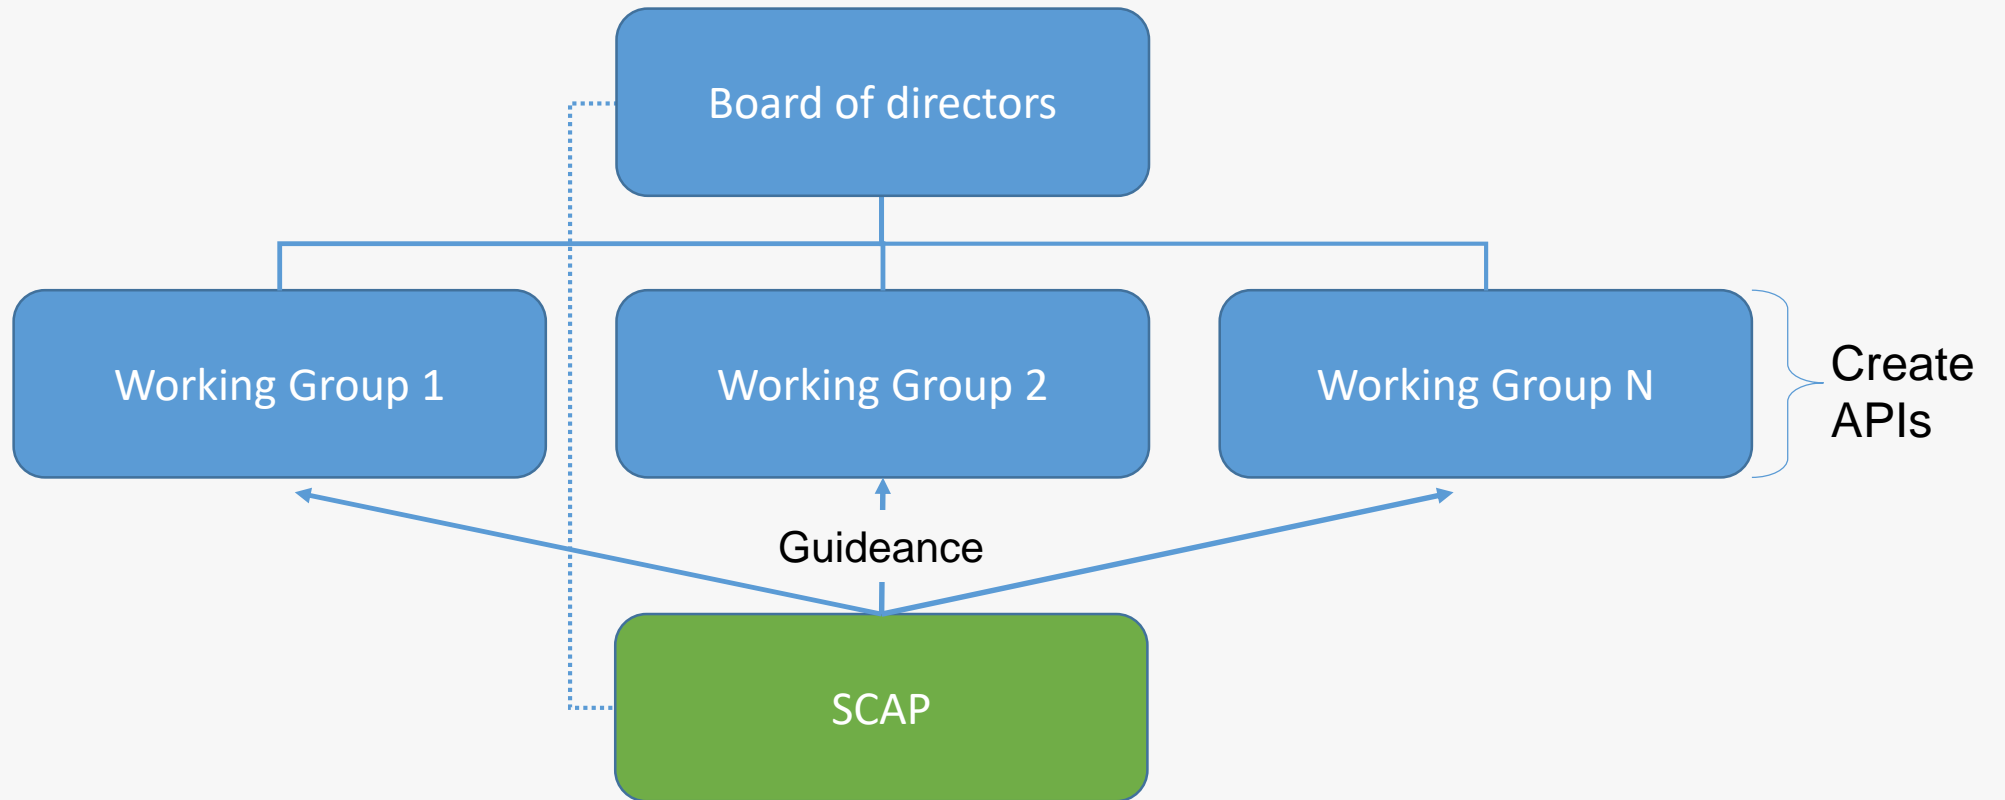 Board of directors
Working Group 1
Working Group 2
Working Group N
Create
APIs
Guideance
SCAP